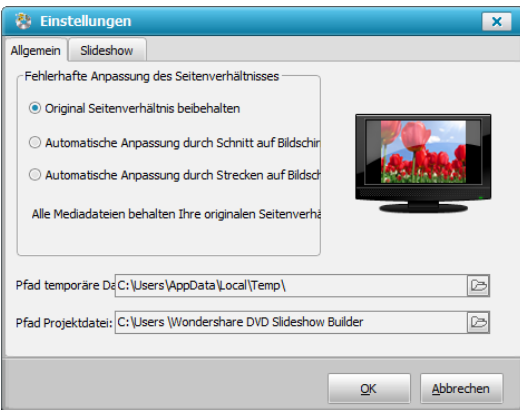 Einstellungen
Allgemein Slideshow
Fehlerhafte Anpassung des Seitenverhältnisses
Original Seitenverhältnis beibehalten
Automatische Anpassung durch Schnitt auf Bildschir
Automatische Anpassung durch Strecken auf Bildsch
Alle Mediadateien behalten Ihre originalen Seitenverhä
Pfad temporäre Da C:\Users\AppData\Local\Temp\
Pfad Projektdatei: C:\Users \Wondershare DVD Slideshow Builder
OK Abbrechen